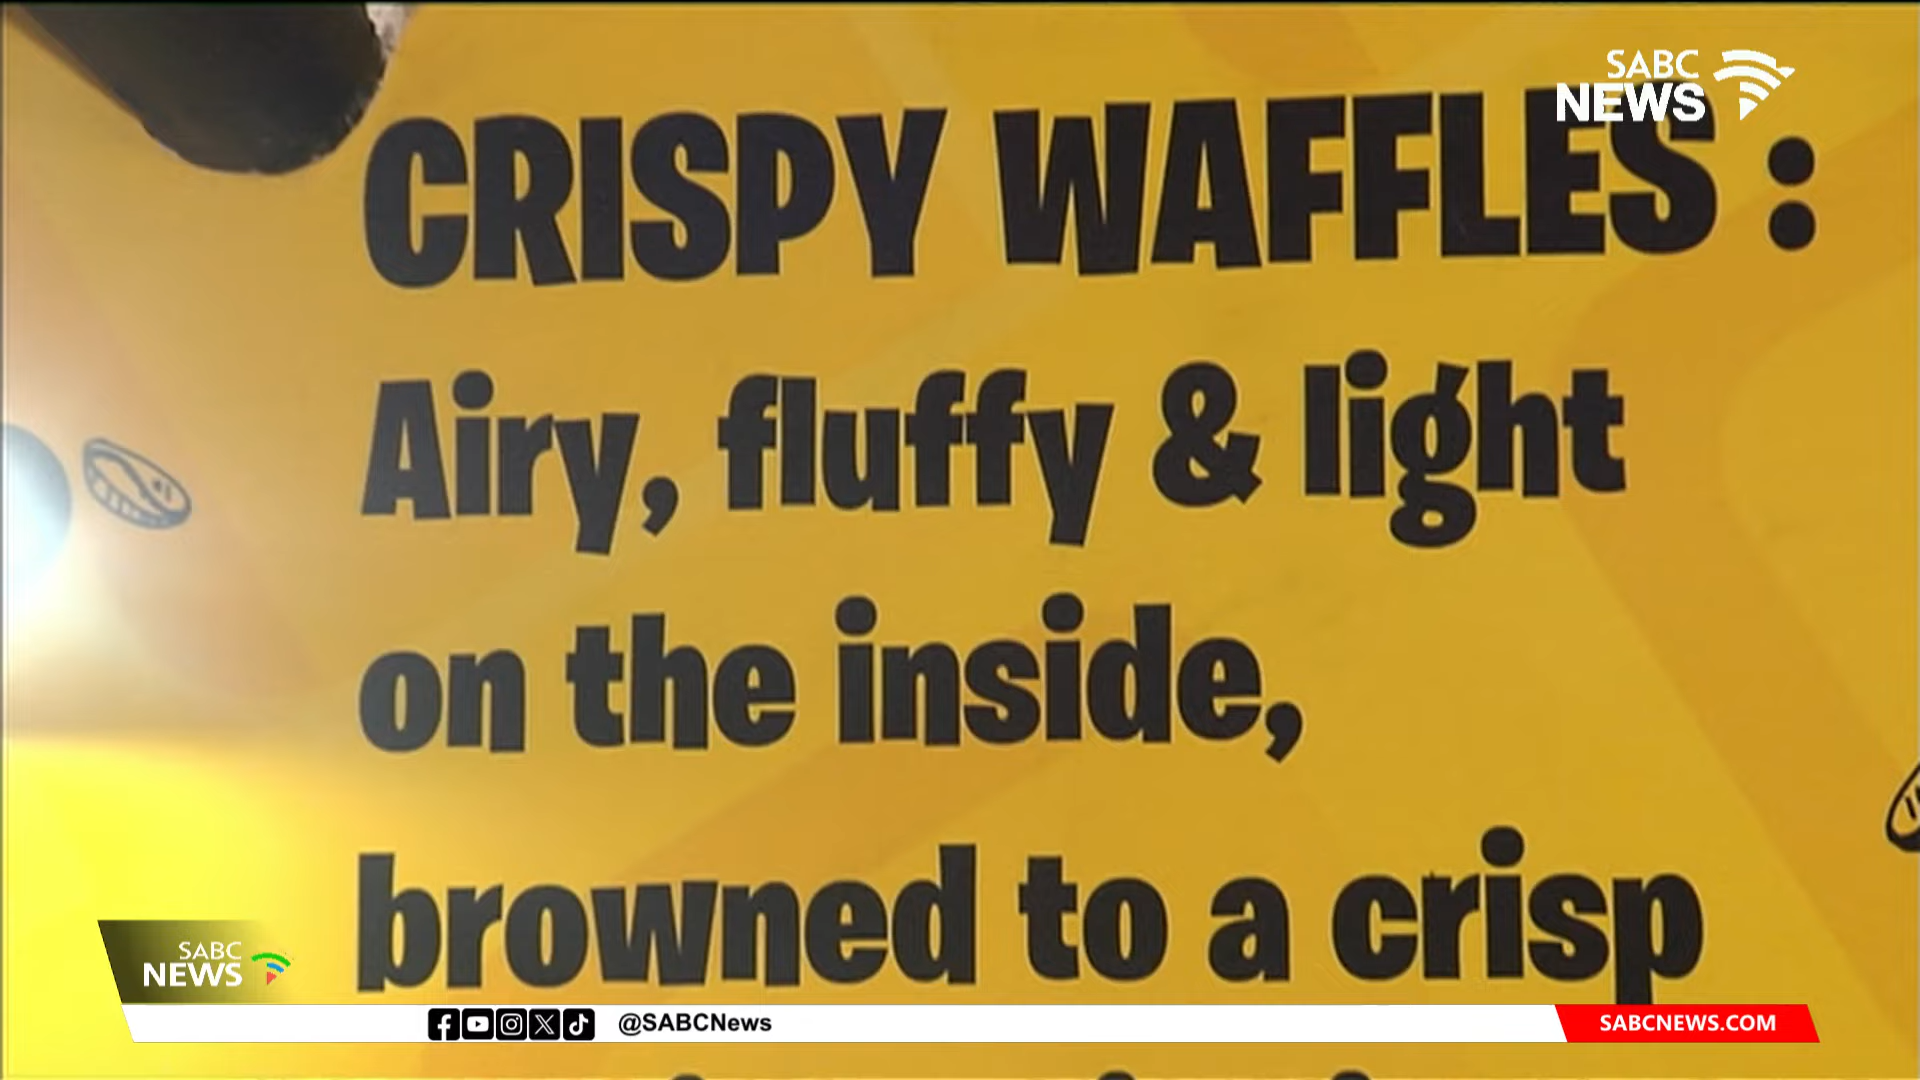 SABC
NEWS
CRISPY WAFFLES :
Airy, fluffy & light
on the inside,
browned to a crisp
SABC
NEWS
@SABCNews
SABCNEWS.COM